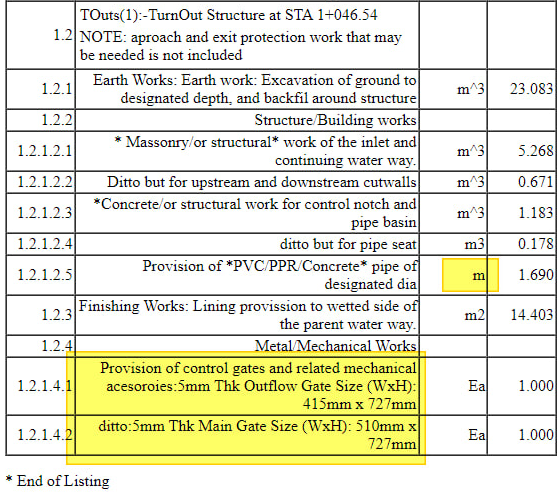 TOuts(1):-TurnOut Structure at STA 1+046.54
1.2 NOTE: aproach and exit protection work that may
be needed is not included
1.2.1 Earth Works: Earth work: Excavation of ground to
designated depth, and backfil around structure m^3 23.083
1.2.2 Structure/Building works
1.2.1.2.1 * Massonry/or structural* work of the inlet and
continuing water way. m^3 5.268
1.2.1.2.2 Ditto but for upstream and downstream cutwalls m^3 0.671
1.2.1.2.3 *Concrete/or structural work for control notch and
pipe basin m^3 1.183
1.2.1.2.4 ditto but for pipe seat m3 0.178
1.2.1.2.5 Provision of *PVC/PPR/Concrete* pipe of
designated dia m 1.690
1.2.3 Finishing Works: Lining provission to wetted side of
the parent water way. m2 14.403
1.2.4 Metal/Mechanical Works
1.2.1.4.1 Provision of control gates and related mechanical
acesoroies:5mm Thk Outflow Gate Size (WxH):
415mm x 727mm Ea 1.000
1.2.1.4.2 ditto:5mm Thk Main Gate Size (WxH): 510mm x
727mm Ea 1.000
* End of Listing